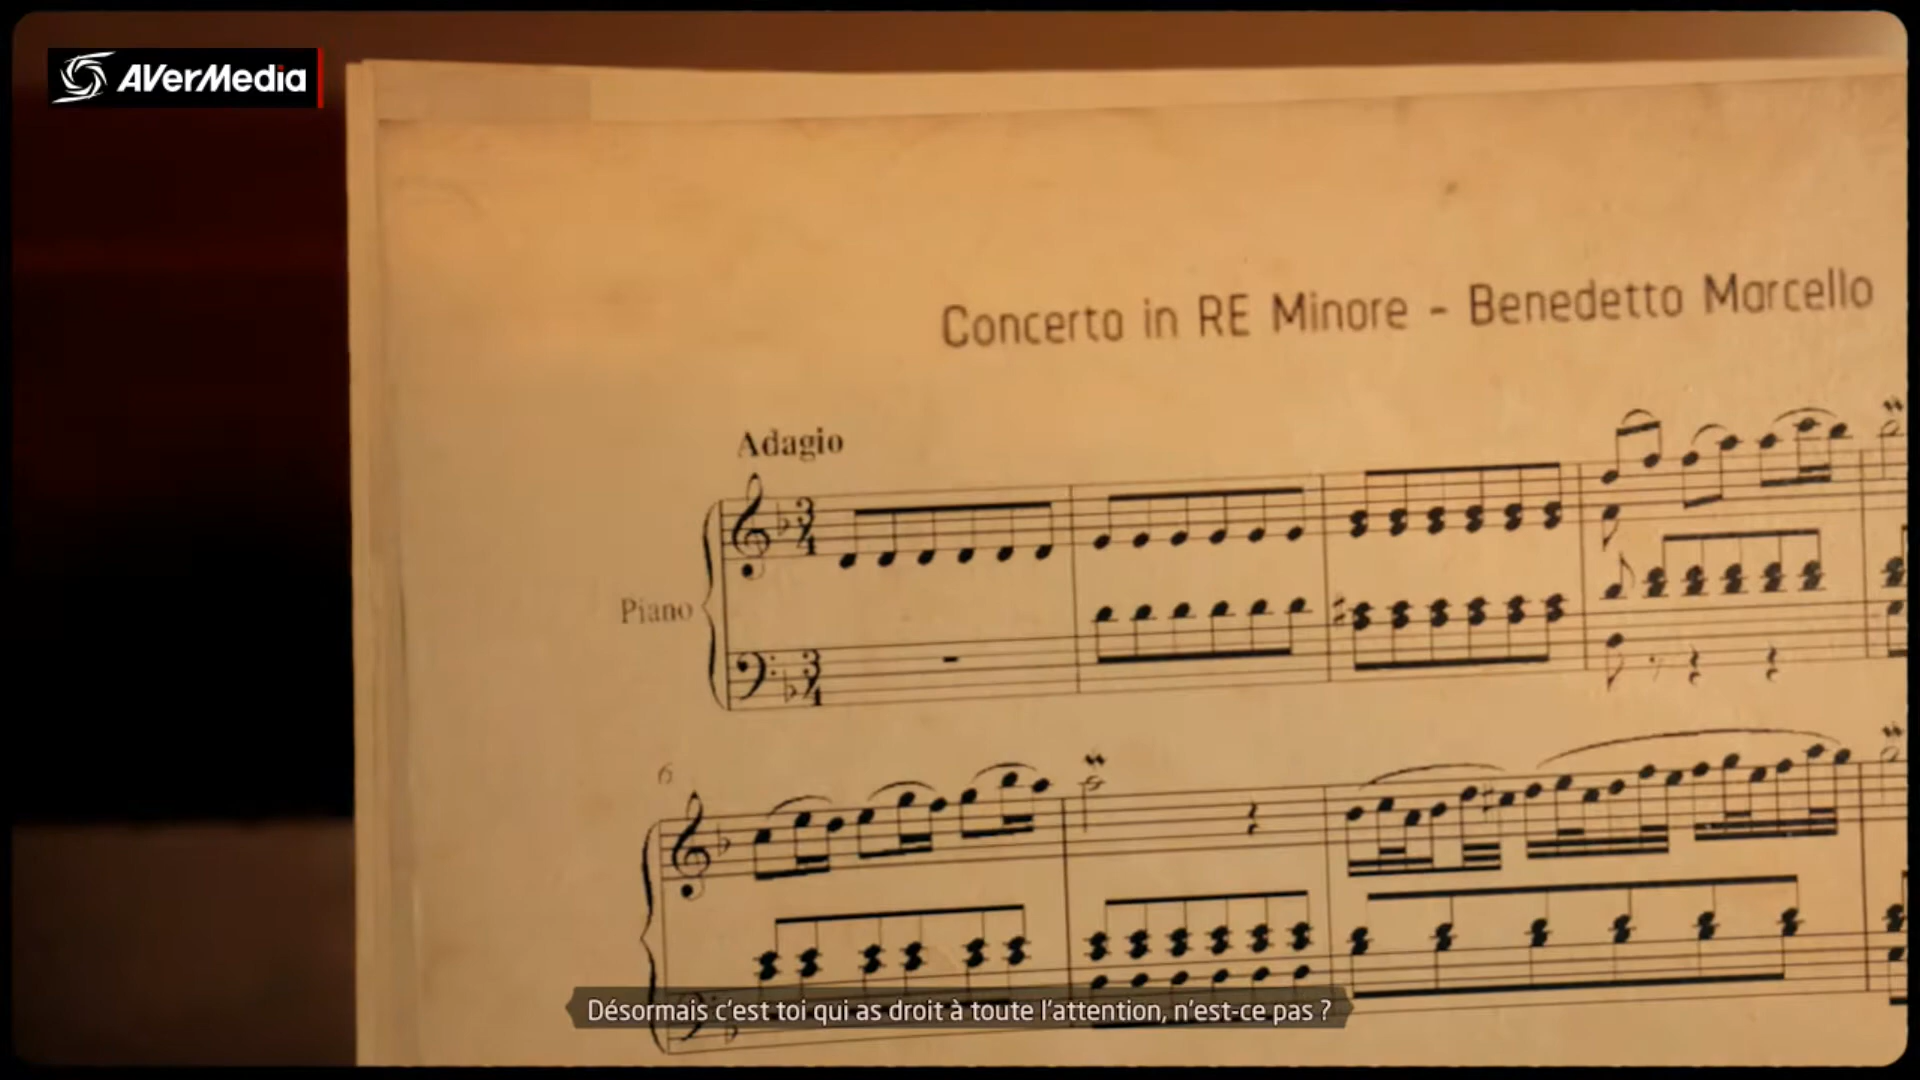 AVerMedia
Concerto in RE Minore - Benedetto Marcello
Adagio
Piano
6
Désormais c'est toi qui as droit à toute l'attention, n'est-ce pas ?